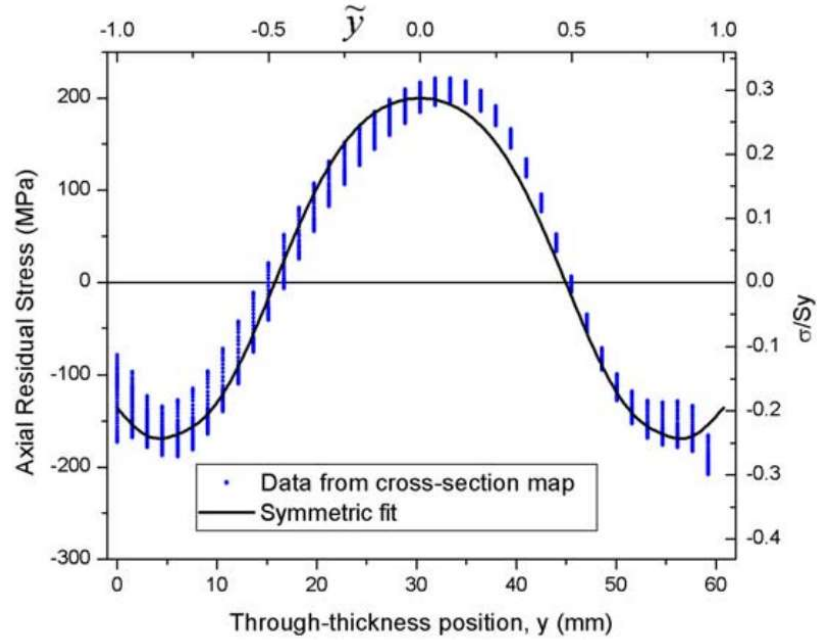 -1.0 -0.5 ỹ 0.0 0.5 1.0
200
100
0
-100
-200
-300
Axial Residual Stress (MPa)
0.3
0.2
0.1
0.0
-0.1
-0.2
-0.3
-0.4
σ/Sy
Data from cross-section map
Symmetric fit
0 10 20 30 40 50 60
Through-thickness position, y (mm)